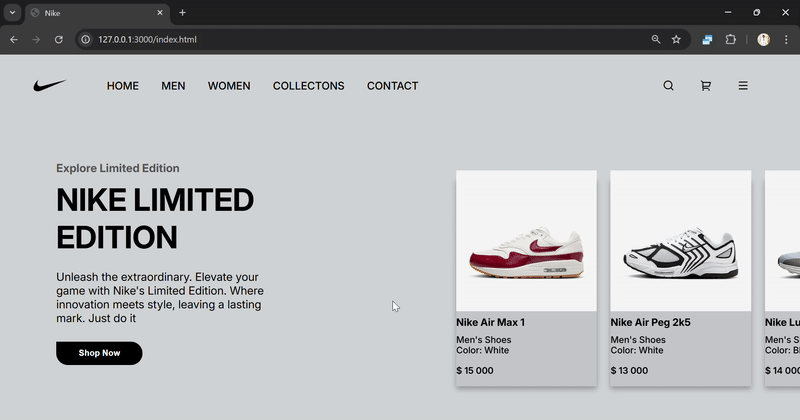 Nike
127.0.0.1:3000/index.html
HOME MEN WOMEN COLLECTONS CONTACT
Explore Limited Edition
NIKE LIMITED
EDITION
Unleash the extraordinary. Elevate your
game with Nike's Limited Edition. Where
innovation meets style, leaving a lasting
mark. Just do it
Shop Now
Nike Air Max 1
Men's Shoes
Color: White
$ 15 000
Nike Air Peg 2k5
Men's Shoes
Color: White
$ 13 000
Nike Lu
Men's
Color: Bl
$ 14 000